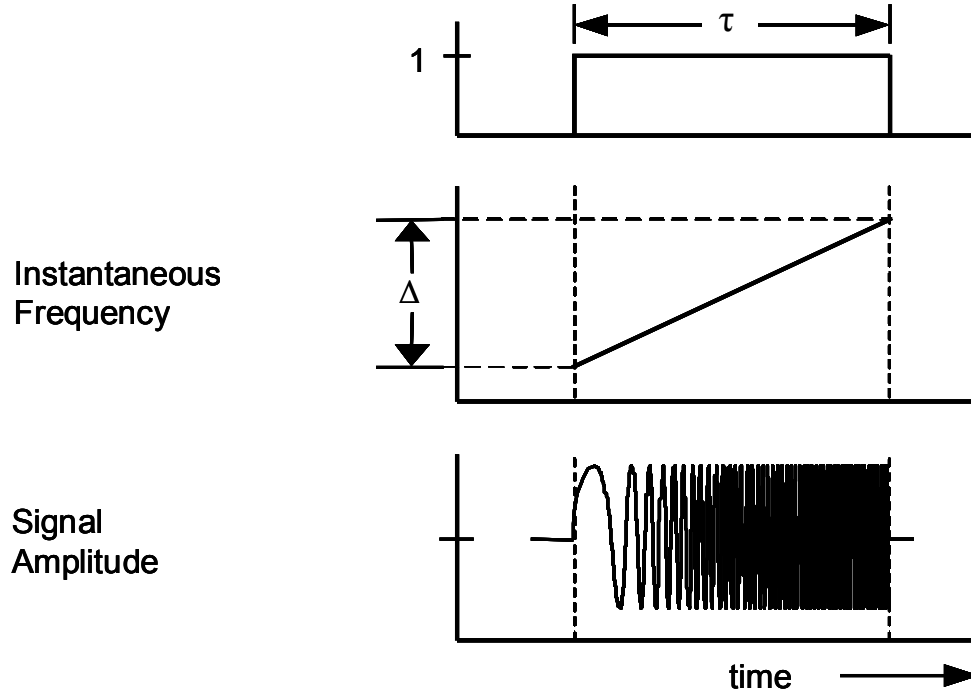 τ
1
Instantaneous
Frequency
Δ
Signal
Amplitude
time